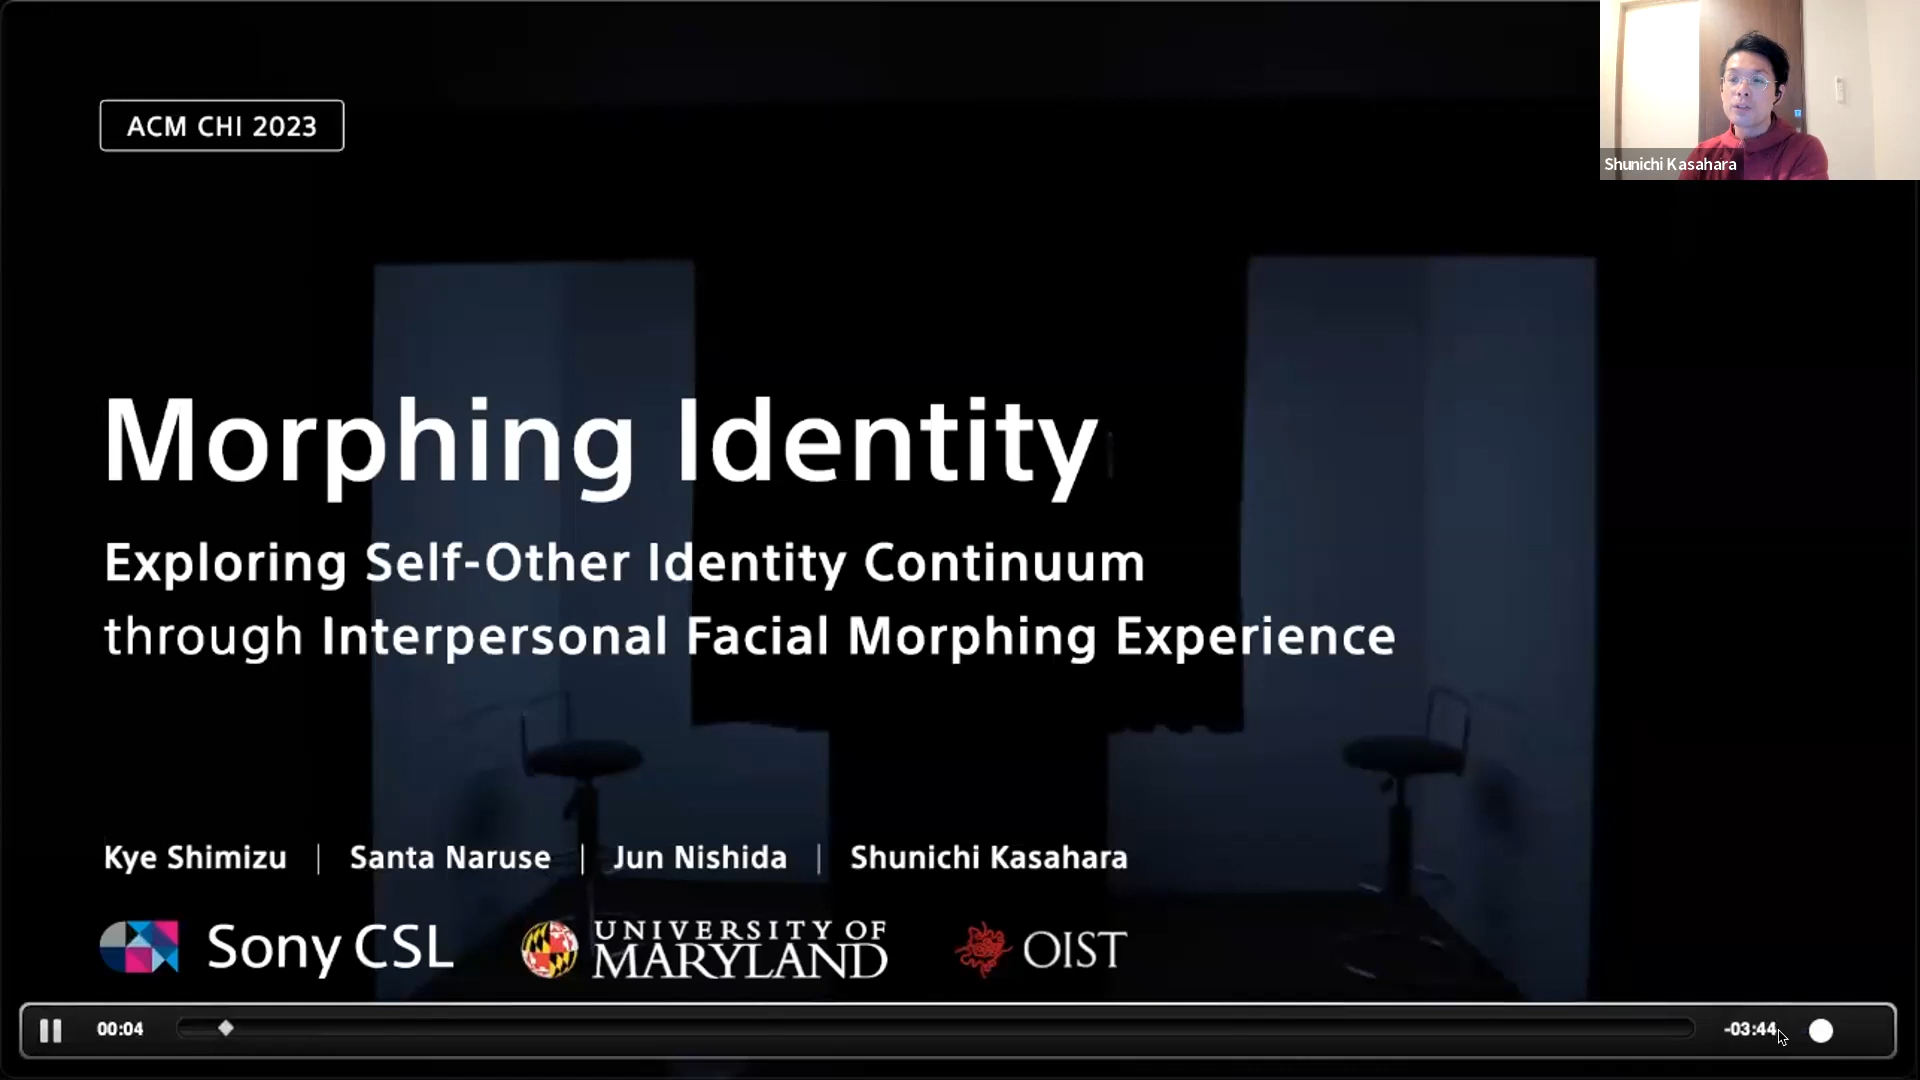 ACM CHI 2023
Shunichi Kasahara
Morphing Identity
Exploring Self-Other Identity Continuum
through Interpersonal Facial Morphing Experience
Kye Shimizu | Santa Naruse | Jun Nishida | Shunichi Kasahara
Sony CSL
UNIVERSITY OF
MARYLAND
OIST
00:04
-03:44